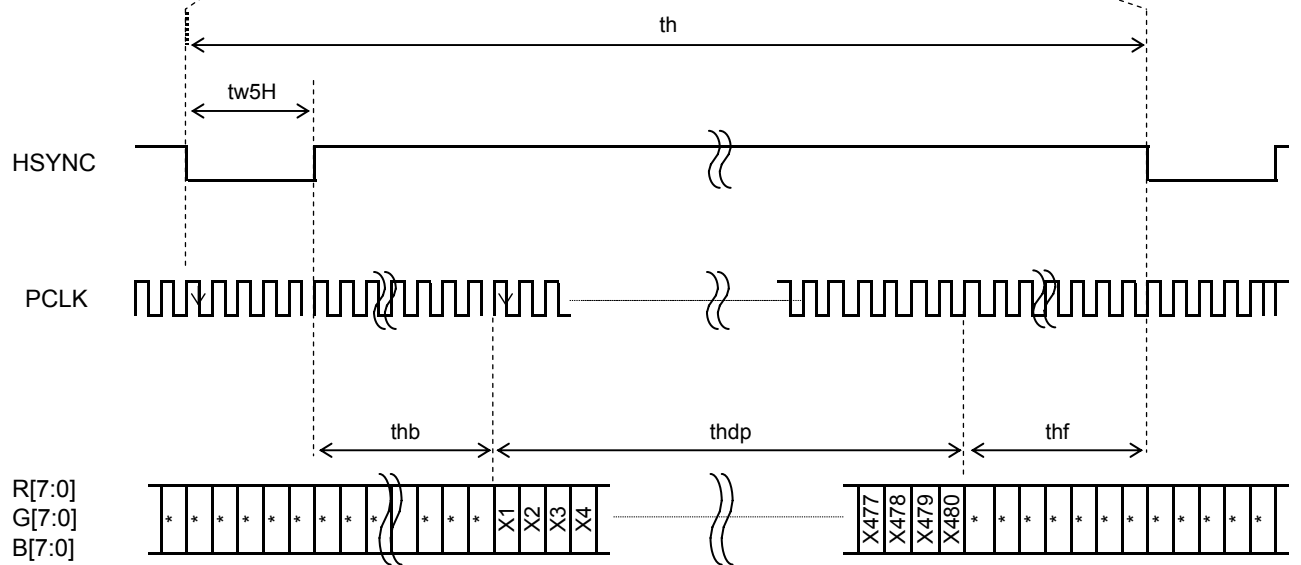 th
tw5H
HSYNC
PCLK
thb
thdp
thf
R[7:0]
G[7:0]
B[7:0]
* * * * * * * * * * * * X1 X2 X3 X4
X477 X478 X479 X480 * * * * * * * * * * * *